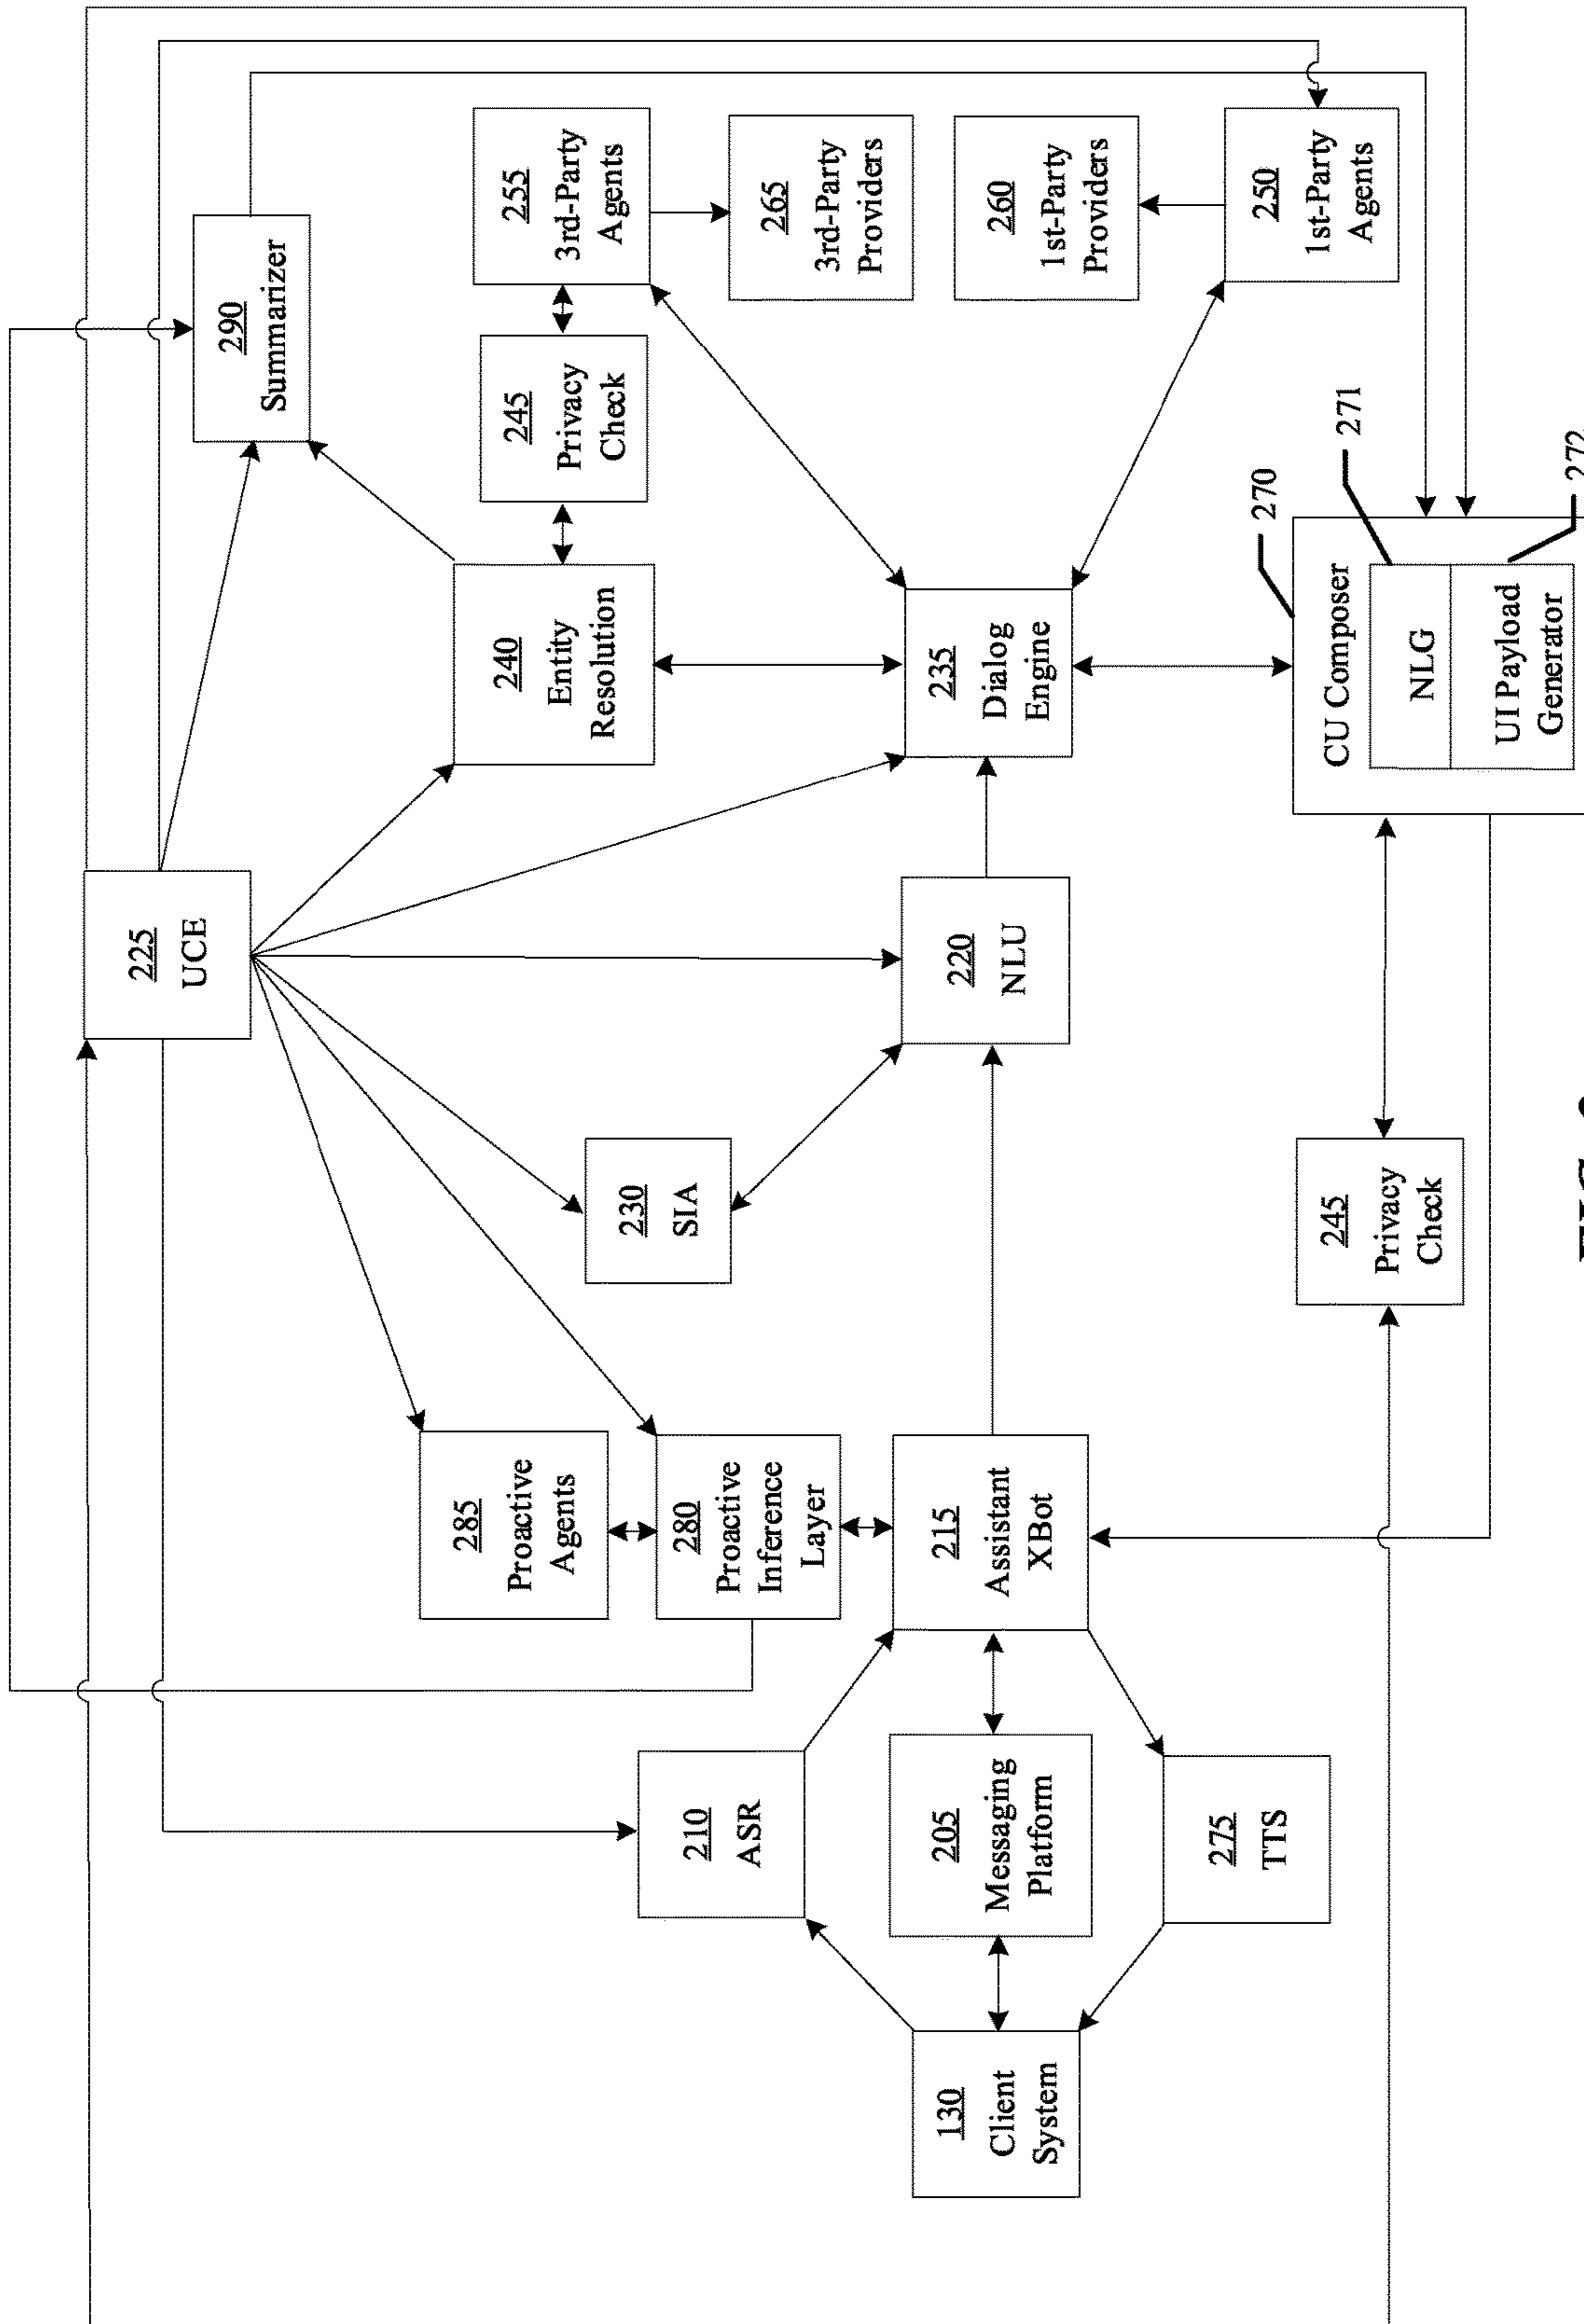 225
UCE
290
Summarizer
285
Proactive
Agents
240
Entity
Resolution
245
Privacy
Check
255
3rd-Party
Agents
210
ASR
280
Proactive
Inference
Layer
230
SIA
265
3rd-Party
Providers
130
Client
System
205
Messaging
Platform
215
Assistant
XBot
220
NLU
235
Dialog
Engine
260
1st-Party
Providers
275
TTS
245
Privacy
Check
250
1st-Party
Agents
270
CU Composer
271
NLG
272
UI Payload
Generator